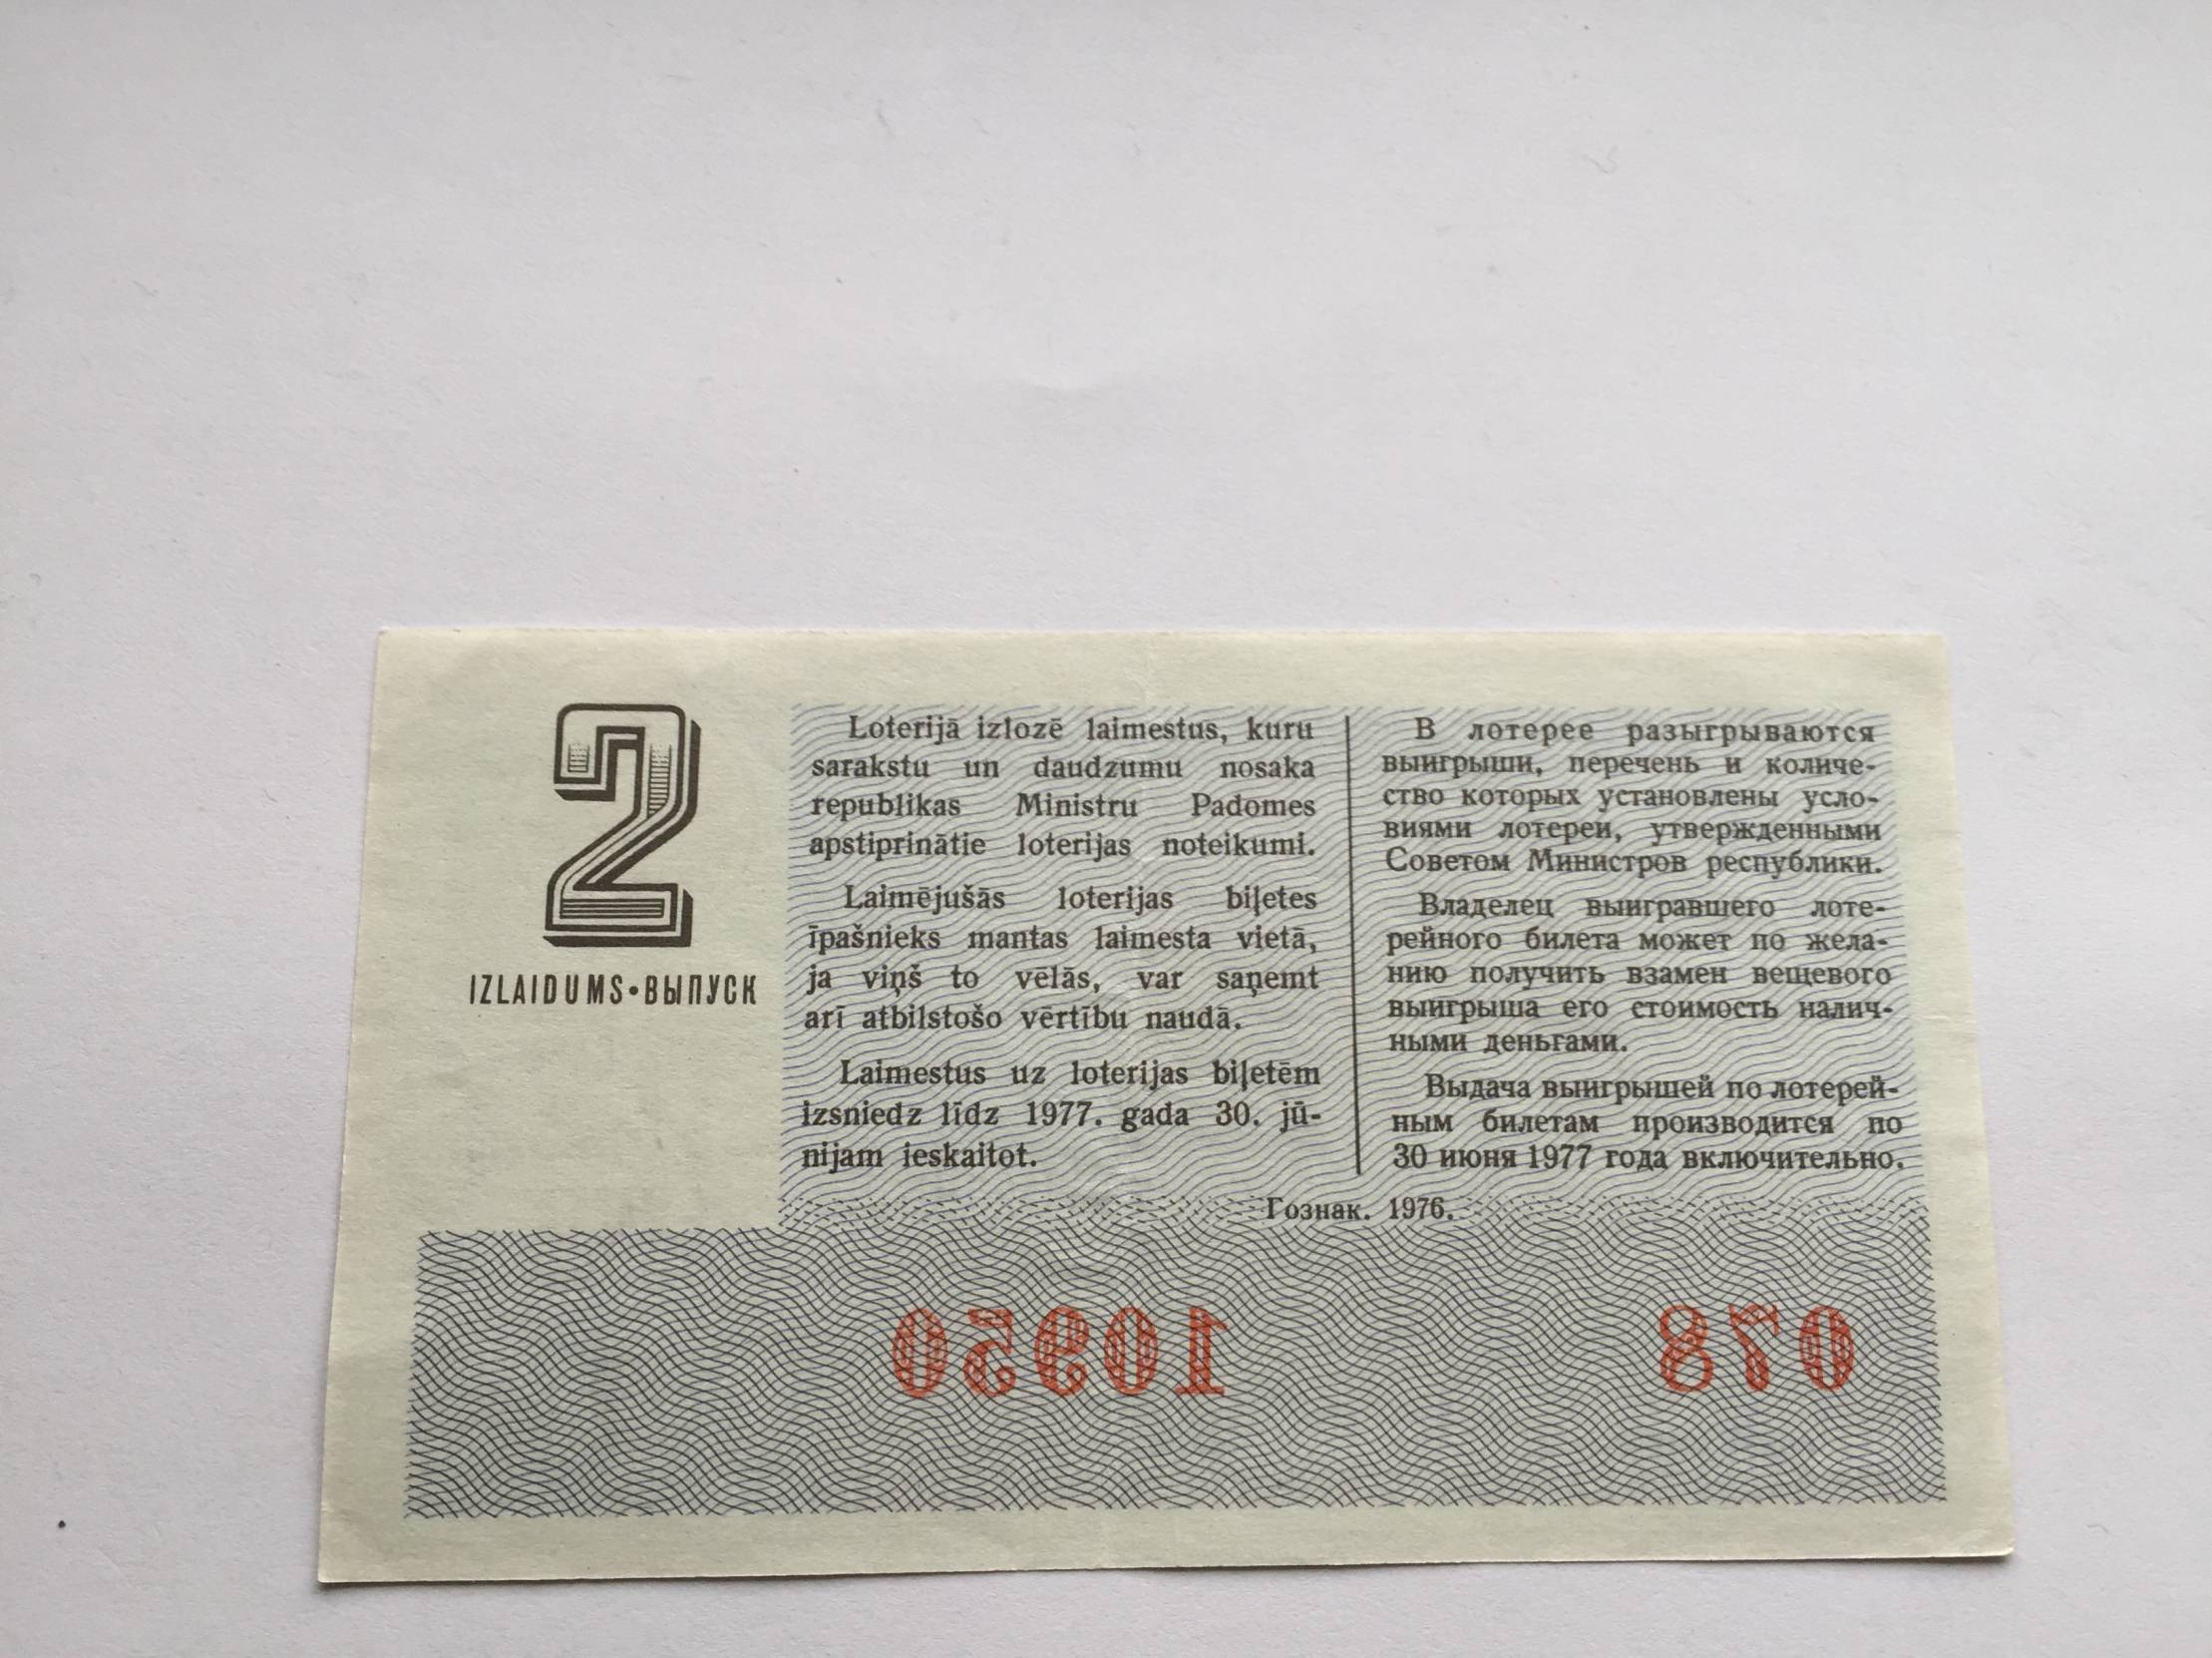 2
IZLAIDUMS•ВЫПУСК
Loterijā izlozē laimestus, kuru
sarakstu un daudzumu nosaka
republikas Ministru Padomes
apstiprinātie loterijas noteikumi.
Laimējušās loterijas biļetes
īpašnieks mantas laimesta vietā,
ja viņš to vēlās, var saņemt
arī atbilstošo vērtību naudā.
Laimestus uz loterijas biļetēm
izsniedz līdz 1977. gada 30. jū-
nijam ieskaitot.
В лотерее разыгрываются
выигрыши, перечень и количе-
ство которых установлены усло-
виями лотереи, утвержденными
Советом Министров республики.
Владелец выигравшего лоте-
рейного билета может по жела-
нию получить взамен вещевого
выигрыша его стоимость налич-
ными деньгами.
Выдача выигрышей по лотерей-
ным билетам производится по
30 июня 1977 года включительно.
Гознак. 1976.
078 10950